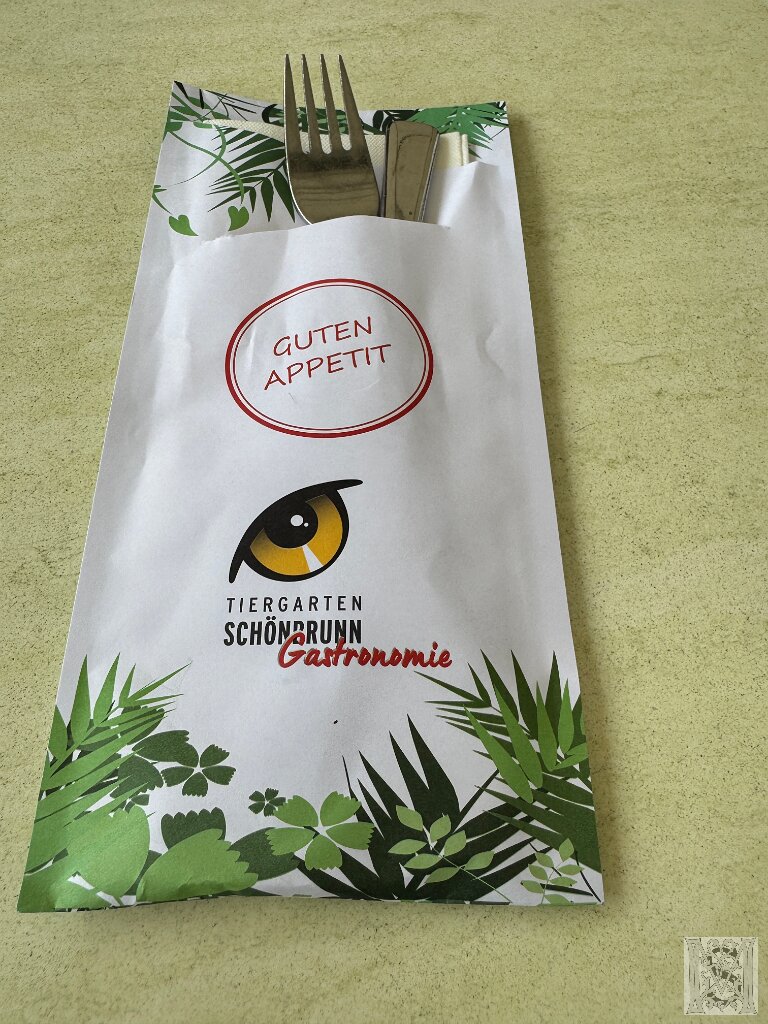 GUTEN
APPETIT
TIERGARTEN
SCHÖNBRUNN
Gastronomie